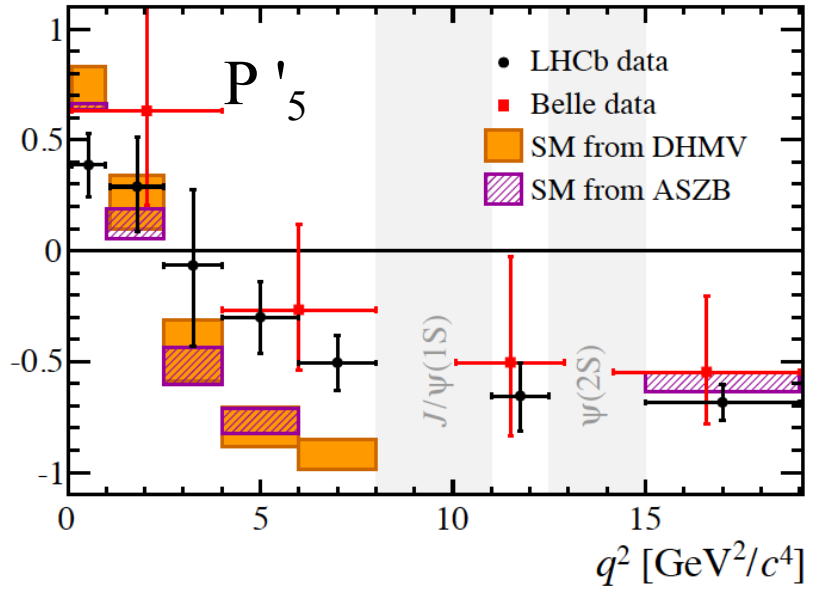 1
0.5
0
-0.5
-1
P '5
LHCb data
Belle data
SM from DHMV
SM from ASZB
J/ψ(1S)
ψ(2S)
0 5 10 15
q² [GeV²/c⁴]